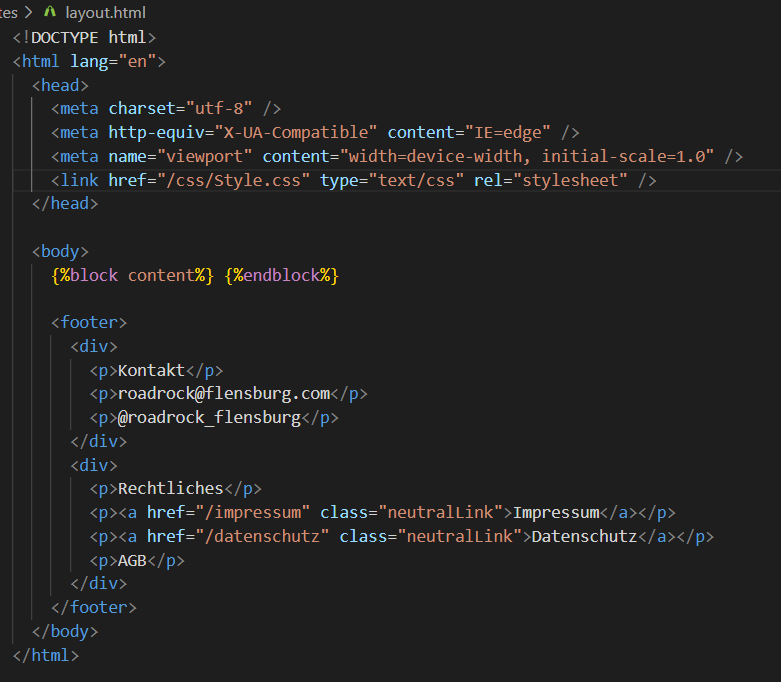 tes > layout.html
<!DOCTYPE html>
<html lang="en">
<head>
<meta charset="utf-8" />
<meta http-equiv="X-UA-Compatible" content="IE=edge" />
<meta name="viewport" content="width=device-width, initial-scale=1.0" />
<link href="/css/Style.css" type="text/css" rel="stylesheet" />
</head>
<body>
{%block content%} {%endblock%}
<footer>
<div>
<p>Kontakt</p>
<p>roadrock@flensburg.com</p>
<p>@roadrock_flensburg</p>
</div>
<div>
<p>Rechtliches</p>
<p><a href="/impressum" class="neutralLink">Impressum</a></p>
<p><a href="/datenschutz" class="neutralLink">Datenschutz</a></p>
<p>AGB</p>
</div>
</footer>
</body>
</html>